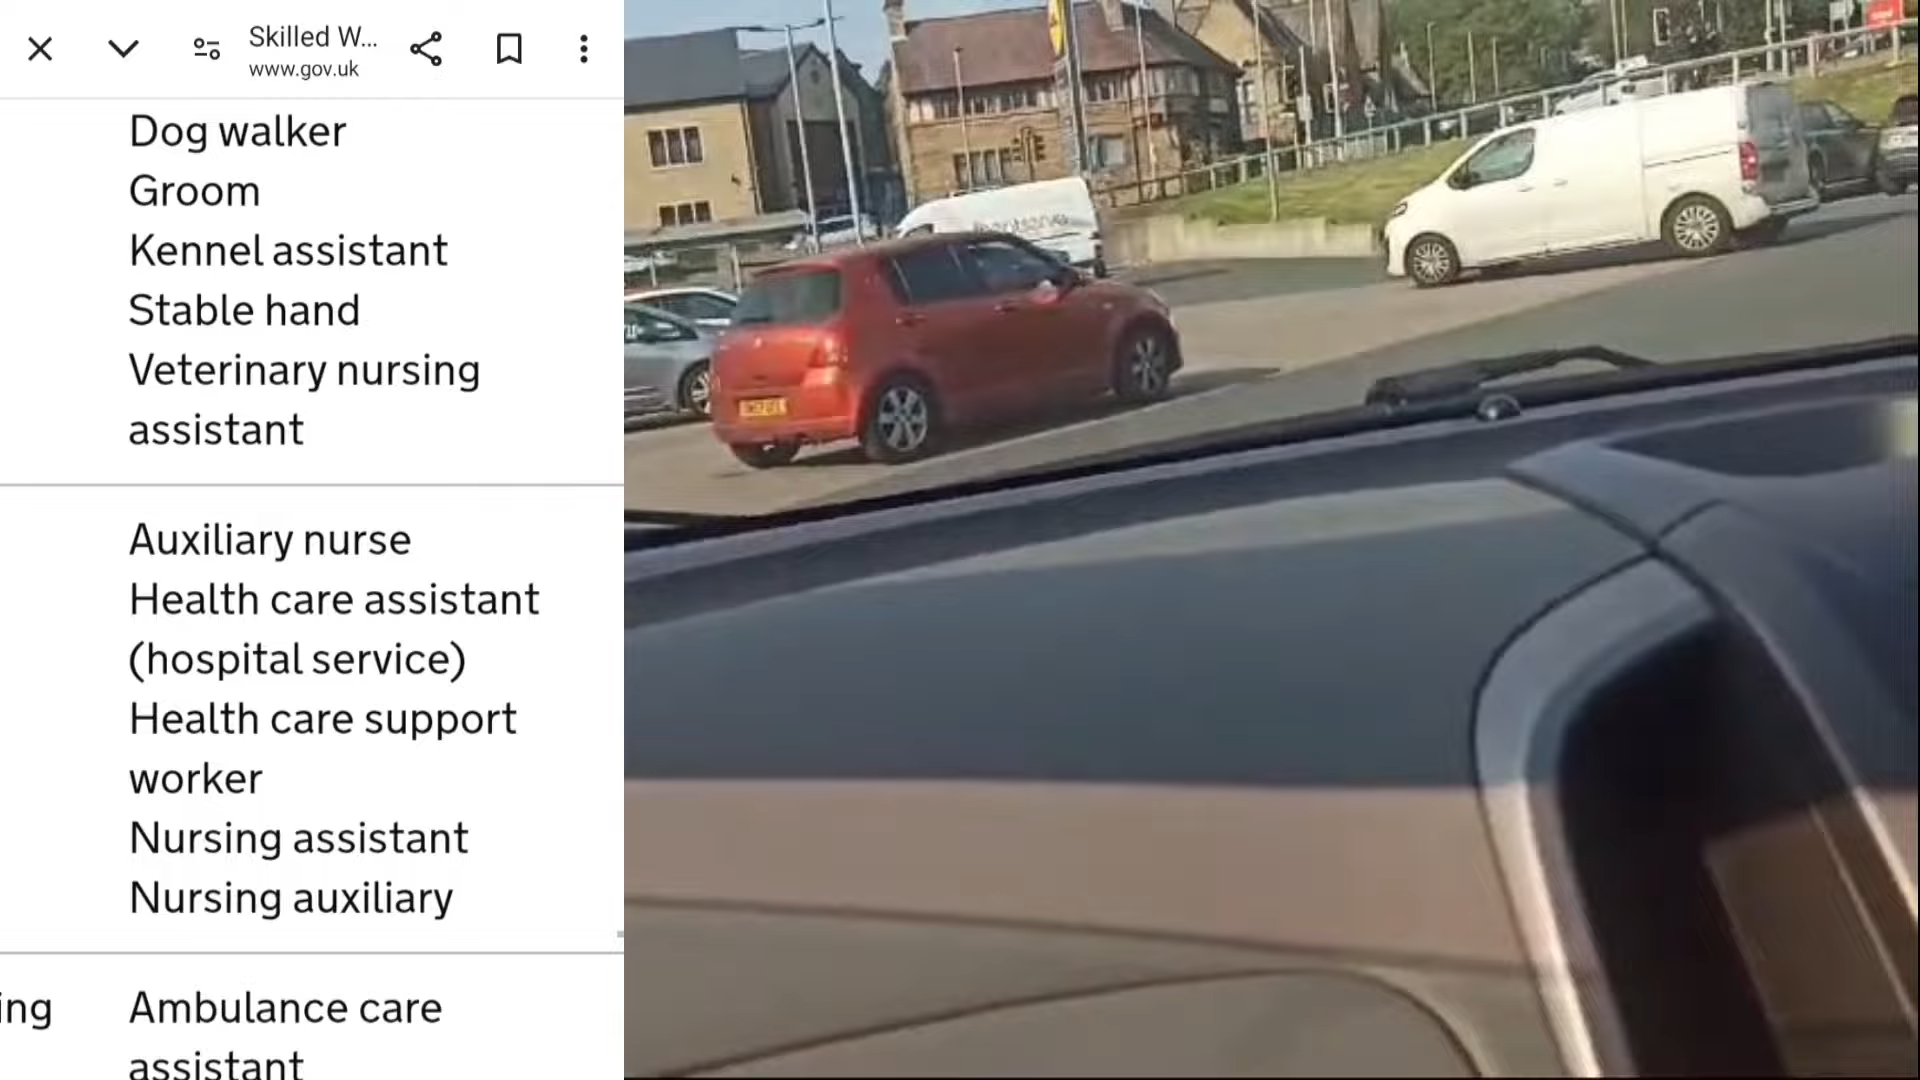 Skilled W...
www.gov.uk
Dog walker
Groom
Kennel assistant
Stable hand
Veterinary nursing
assistant
Auxiliary nurse
Health care assistant
(hospital service)
Health care support
worker
Nursing assistant
Nursing auxiliary
ing
Ambulance care
assistant